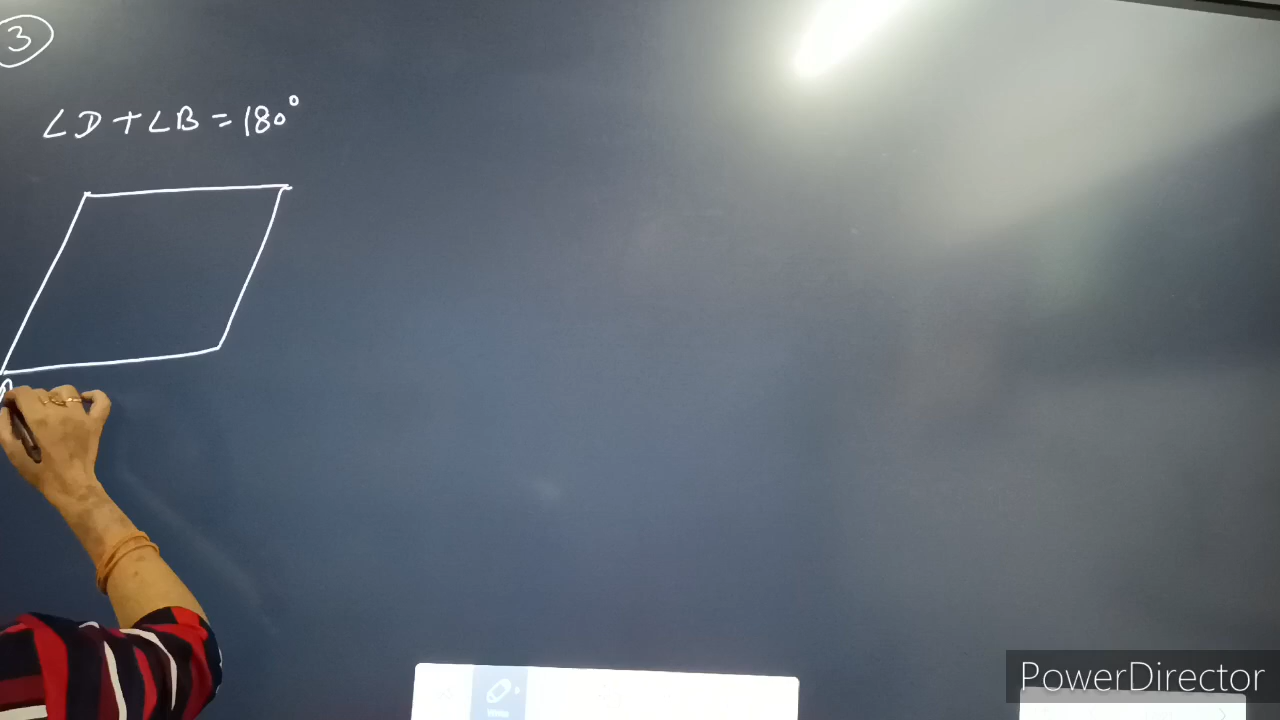 3
∠D + ∠B = 180°
PowerDirector